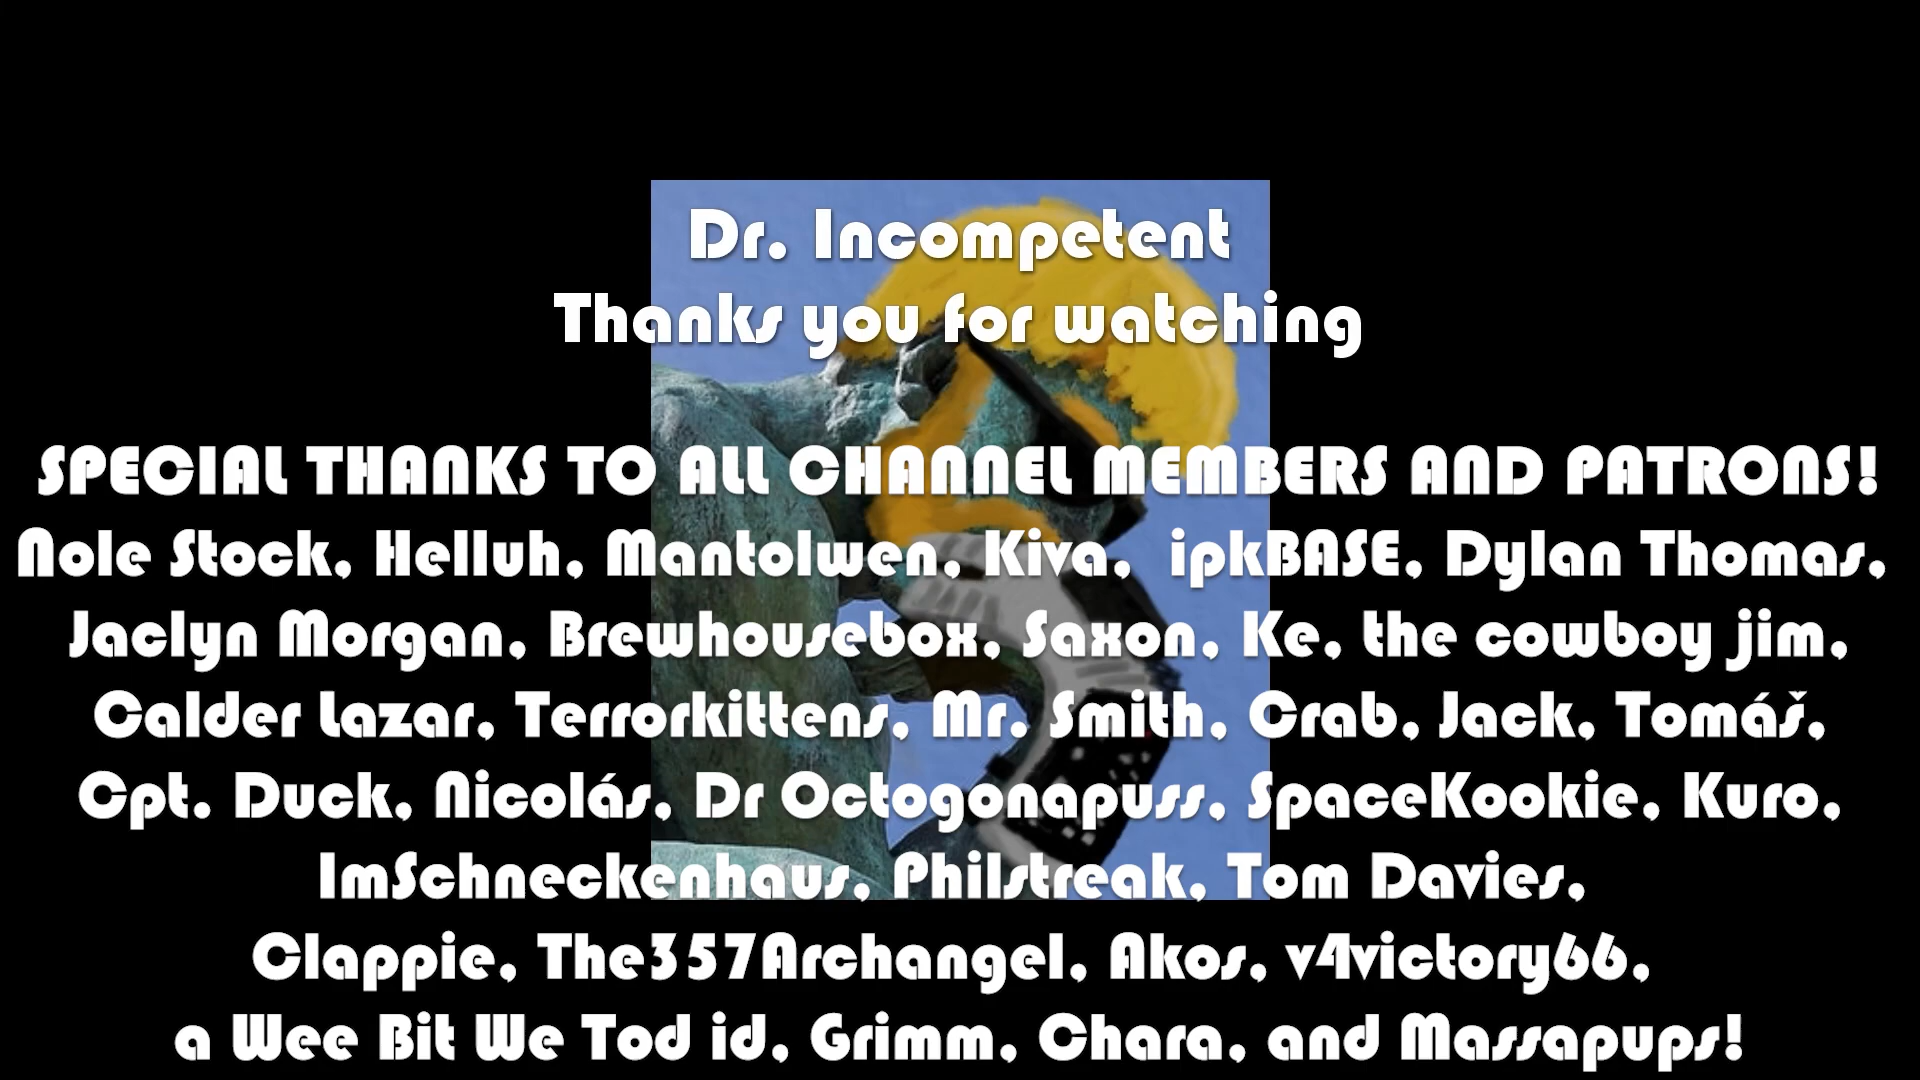 Dr. Incompetent
Thanks you for watching
SPECIAL THANKS TO ALL CHANNEL MEMBERS AND PATRONS!
Nole Stock, Helluh, Mantolwen, Kiva, ipkBASE, Dylan Thomas,
Jaclyn Morgan, Brewhousebox, Saxon, Ke, the cowboy jim,
Calder Lazar, Terrorkittens, Mr. Smith, Crab, Jack, Tomáš,
Cpt. Duck, Nicolás, Dr Octogonapuss, SpaceKookie, Kuro,
ImSchneckenhaus, Philstreak, Tom Davies,
Clappie, The357Archangel, Akos, v4victory66,
a Wee Bit We Tod id, Grimm, Chara, and Massapups!